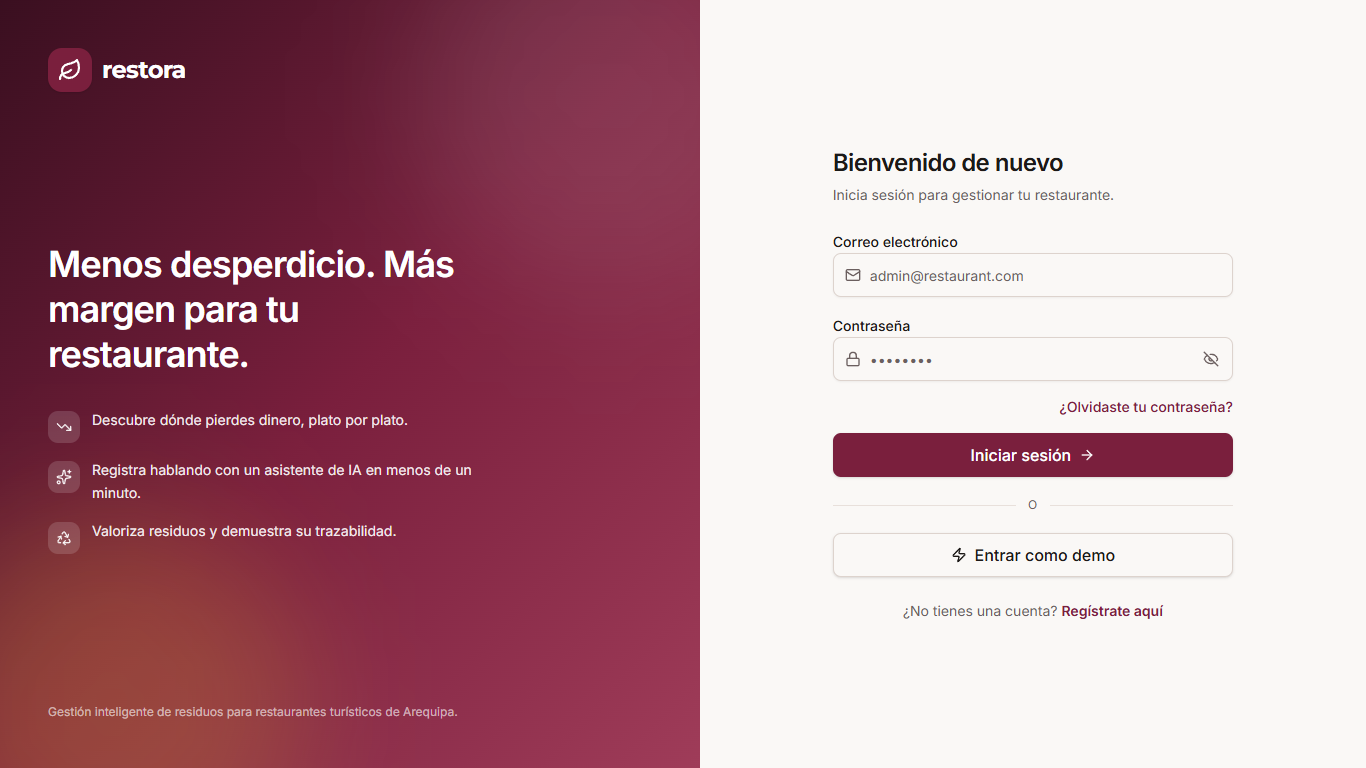 restora
Menos desperdicio. Más
margen para tu
restaurante.
Descubre dónde pierdes dinero, plato por plato.
Registra hablando con un asistente de IA en menos de un
minuto.
Valoriza residuos y demuestra su trazabilidad.
Gestión inteligente de residuos para restaurantes turísticos de Arequipa.
Bienvenido de nuevo
Inicia sesión para gestionar tu restaurante.
Correo electrónico
admin@restaurant.com
Contraseña
••••••••
¿Olvidaste tu contraseña?
Iniciar sesión →
O
Entrar como demo
¿No tienes una cuenta? Regístrate aquí